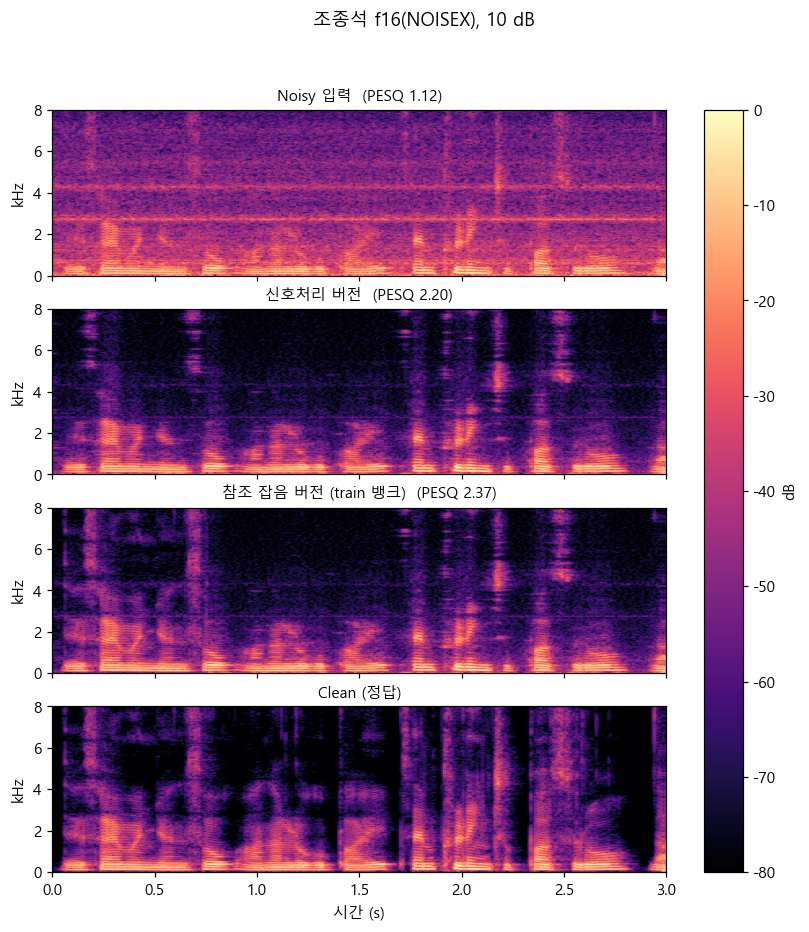 조종석 f16(NOISEX), 10 dB
Noisy 입력  (PESQ 1.12)
8
6
4
2
0
kHz
신호처리 버전  (PESQ 2.20)
8
6
4
2
0
kHz
참조 잡음 버전 (train 뱅크)  (PESQ 2.37)
8
6
4
2
0
kHz
Clean (정답)
8
6
4
2
0
kHz
0.0 0.5 1.0 1.5 2.0 2.5 3.0
시간 (s)
0
-10
-20
-30
-40
-50
-60
-70
-80
dB